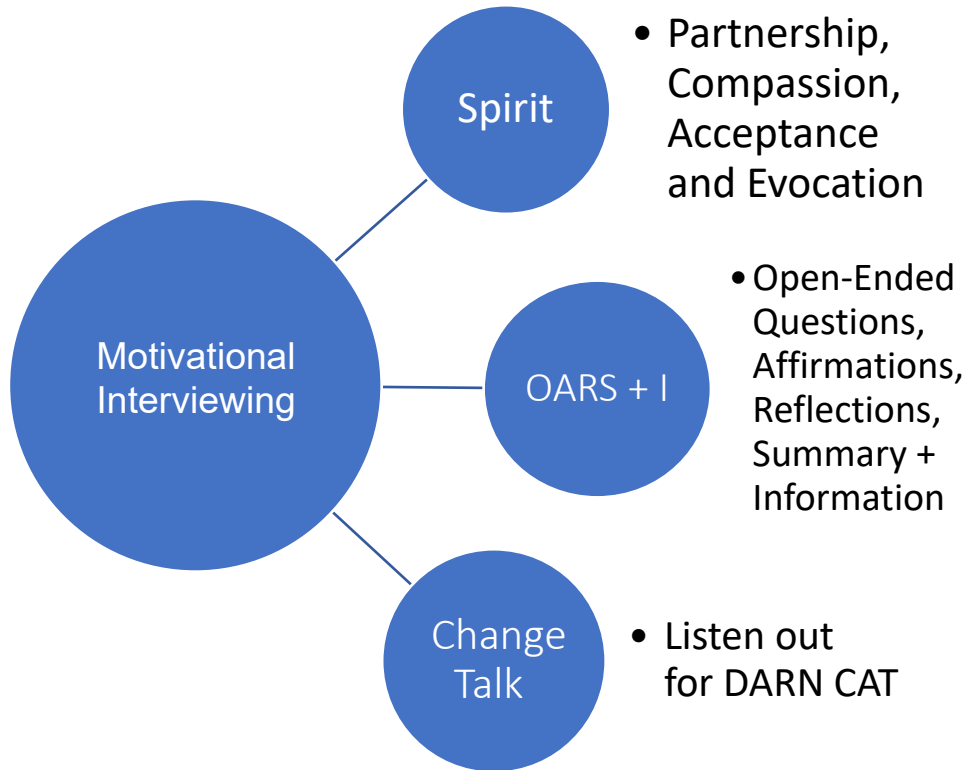 Spirit
• Partnership,
Compassion,
Acceptance
and Evocation
Motivational
Interviewing
OARS + I
•Open-Ended
Questions,
Affirmations,
Reflections,
Summary +
Information
Change
Talk
• Listen out
for DARN CAT